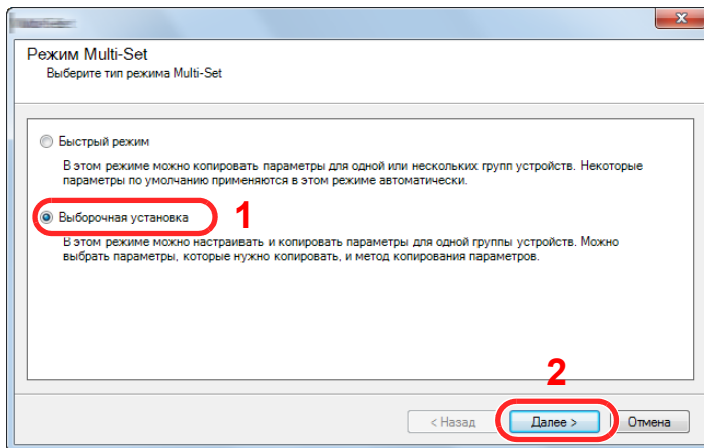 Режим Multi-Set
Выберите тип режима Multi-Set
Быстрый режим
В этом режиме можно копировать параметры для одной или нескольких групп устройств. Некоторые
параметры по умолчанию применяются в этом режиме автоматически.
Выборочная установка 1
В этом режиме можно настраивать и копировать параметры для одной группы устройств. Можно
выбрать параметры, которые нужно копировать, и метод копирования параметров.
2
< Назад Далее > Отмена